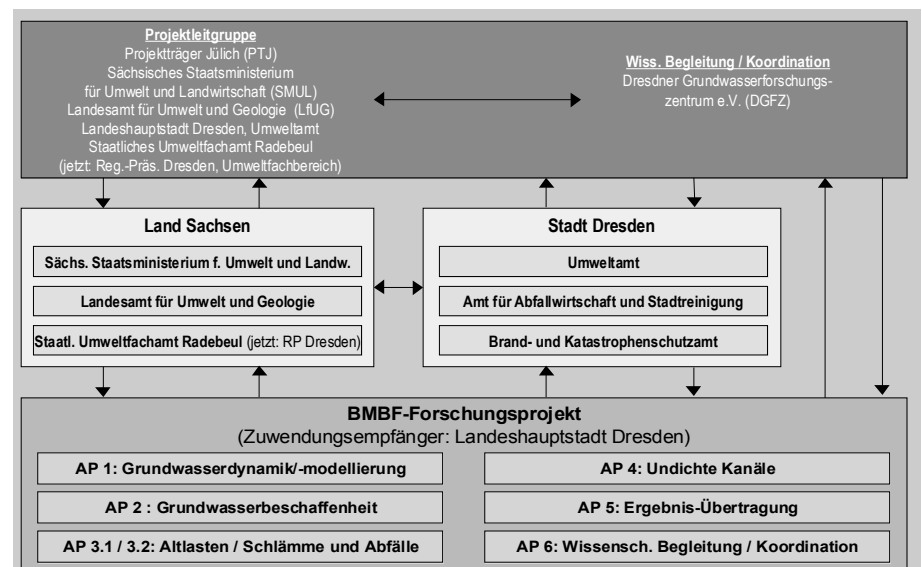 Projektleitgruppe
Projektträger Jülich (PTJ)
Sächsisches Staatsministerium
für Umwelt und Landwirtschaft (SMUL)
Landesamt für Umwelt und Geologie (LfUG)
Landeshauptstadt Dresden, Umweltamt
Staatliches Umweltfachamt Radebeul
(jetzt: Reg.-Präs. Dresden, Umweltfachbereich)
Wiss. Begleitung / Koordination
Dresdner Grundwasserforschungs-
zentrum e.V. (DGFZ)
Land Sachsen
Sächs. Staatsministerium f. Umwelt und Landw.
Landesamt für Umwelt und Geologie
Staatl. Umweltfachamt Radebeul (jetzt: RP Dresden)
Stadt Dresden
Umweltamt
Amt für Abfallwirtschaft und Stadtreinigung
Brand- und Katastrophenschutzamt
BMBF-Forschungsprojekt
(Zuwendungsempfänger: Landeshauptstadt Dresden)
AP 1: Grundwasserdynamik/-modellierung
AP 2 : Grundwasserbeschaffenheit
AP 3.1 / 3.2: Altlasten / Schlämme und Abfälle
AP 4: Undichte Kanäle
AP 5: Ergebnis-Übertragung
AP 6: Wissensch. Begleitung / Koordination